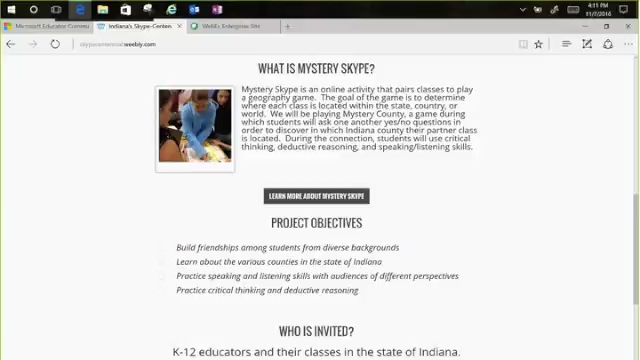 4:11 PM
11/7/2016
Microsoft Educator Commu
Indiana's Skype-Centen
WebEx Enterprise Site
skypecentennial.weebly.com
WHAT IS MYSTERY SKYPE?
Mystery Skype is an online activity that pairs classes to play
a geography game. The goal of the game is to determine
where each class is located within the state, country, or
world. We will be playing Mystery County, a game during
which students will ask one another yes/no questions in
order to discover in which Indiana county their partner class
is located. During the connection, students will use critical
thinking, deductive reasoning, and speaking/listening skills.
LEARN MORE ABOUT MYSTERY SKYPE
PROJECT OBJECTIVES
Build friendships among students from diverse backgrounds
Learn about the various counties in the state of Indiana
Practice speaking and listening skills with audiences of different perspectives
Practice critical thinking and deductive reasoning
WHO IS INVITED?
K-12 educators and their classes in the state of Indiana.